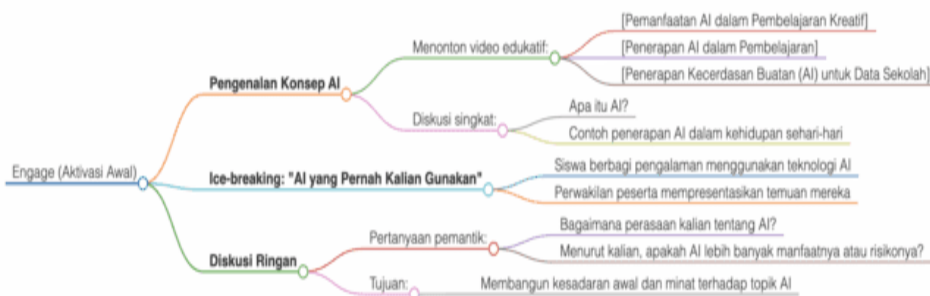 Engage (Aktivasi Awal)
Pengenalan Konsep AI
Menonton video edukatif:
[Pemanfaatan AI dalam Pembelajaran Kreatif]
[Penerapan AI dalam Pembelajaran]
[Penerapan Kecerdasan Buatan (AI) untuk Data Sekolah]
Diskusi singkat:
Apa itu AI?
Contoh penerapan AI dalam kehidupan sehari-hari
Ice-breaking: "AI yang Pernah Kalian Gunakan"
Siswa berbagi pengalaman menggunakan teknologi AI
Perwakilan peserta mempresentasikan temuan mereka
Diskusi Ringan
Pertanyaan pemantik:
Bagaimana perasaan kalian tentang AI?
Menurut kalian, apakah AI lebih banyak manfaatnya atau risikonya?
Tujuan:
Membangun kesadaran awal dan minat terhadap topik AI